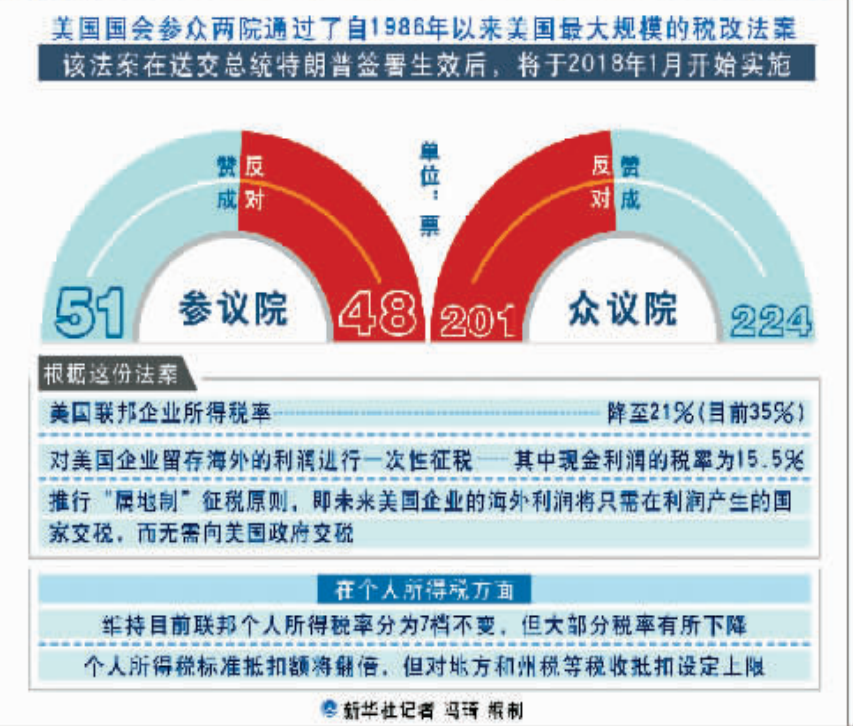 美国国会参众两院通过了自1986年以来美国最大规模的税改法案
该法案在送交总统特朗普签署生效后，将于2018年1月开始实施
单位：票
赞成
反对
51
参议院
48
反对
赞成
201
众议院
224
根据这份法案
美国联邦企业所得税率 降至21%(目前35%)
对美国企业留存海外的利润进行一次性征税 其中现金利润的税率为15.5%
推行“属地制”征税原则，即未来美国企业的海外利润将只需在利润产生的国
家交税，而无需向美国政府交税
在个人所得税方面
维持目前联邦个人所得税率分为7档不变，但大部分税率有所下降
个人所得税标准抵扣额将翻倍，但对地方和州税等税收抵扣设定上限
新华社记者 冯琦 编制